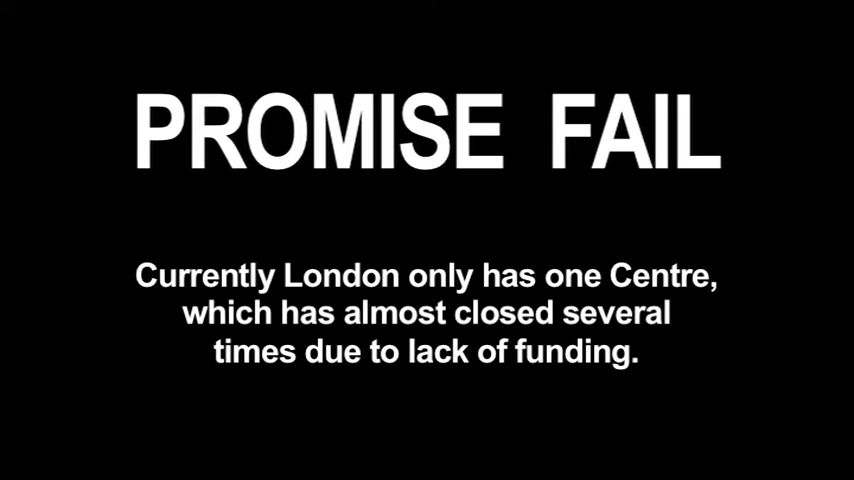 PROMISE FAIL
Currently London only has one Centre,
which has almost closed several
times due to lack of funding.